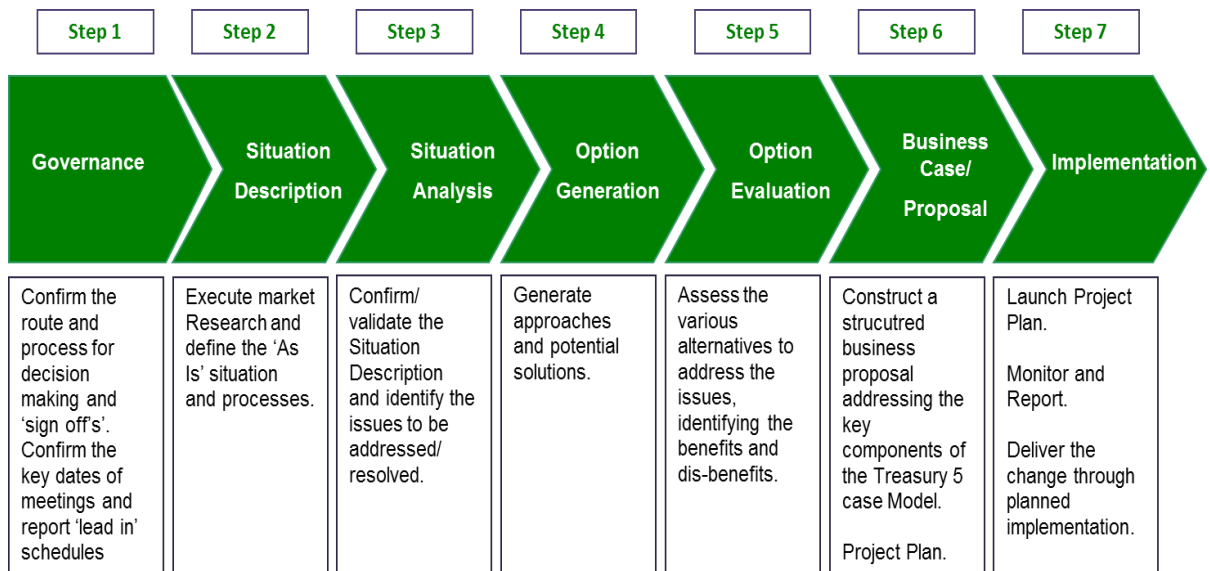 Step 1
Step 2
Step 3
Step 4
Step 5
Step 6
Step 7
Governance
Situation
Description
Situation
Analysis
Option
Generation
Option
Evaluation
Business
Case/
Proposal
Implementation
Confirm the
route and
process for
decision
making and
‘sign off’s’.
Confirm the
key dates of
meetings and
report ‘lead in’
schedules
Execute market
Research and
define the ‘As
Is’ situation
and processes.
Confirm/
validate the
Situation
Description
and identify the
issues to be
addressed/
resolved.
Generate
approaches
and potential
solutions.
Assess the
various
alternatives to
address the
issues,
identifying the
benefits and
dis-benefits.
Construct a
strucutred
business
proposal
addressing the
key
components of
the Treasury 5
case Model.
Project Plan.
Launch Project
Plan.
Monitor and
Report.
Deliver the
change through
planned
implementation.